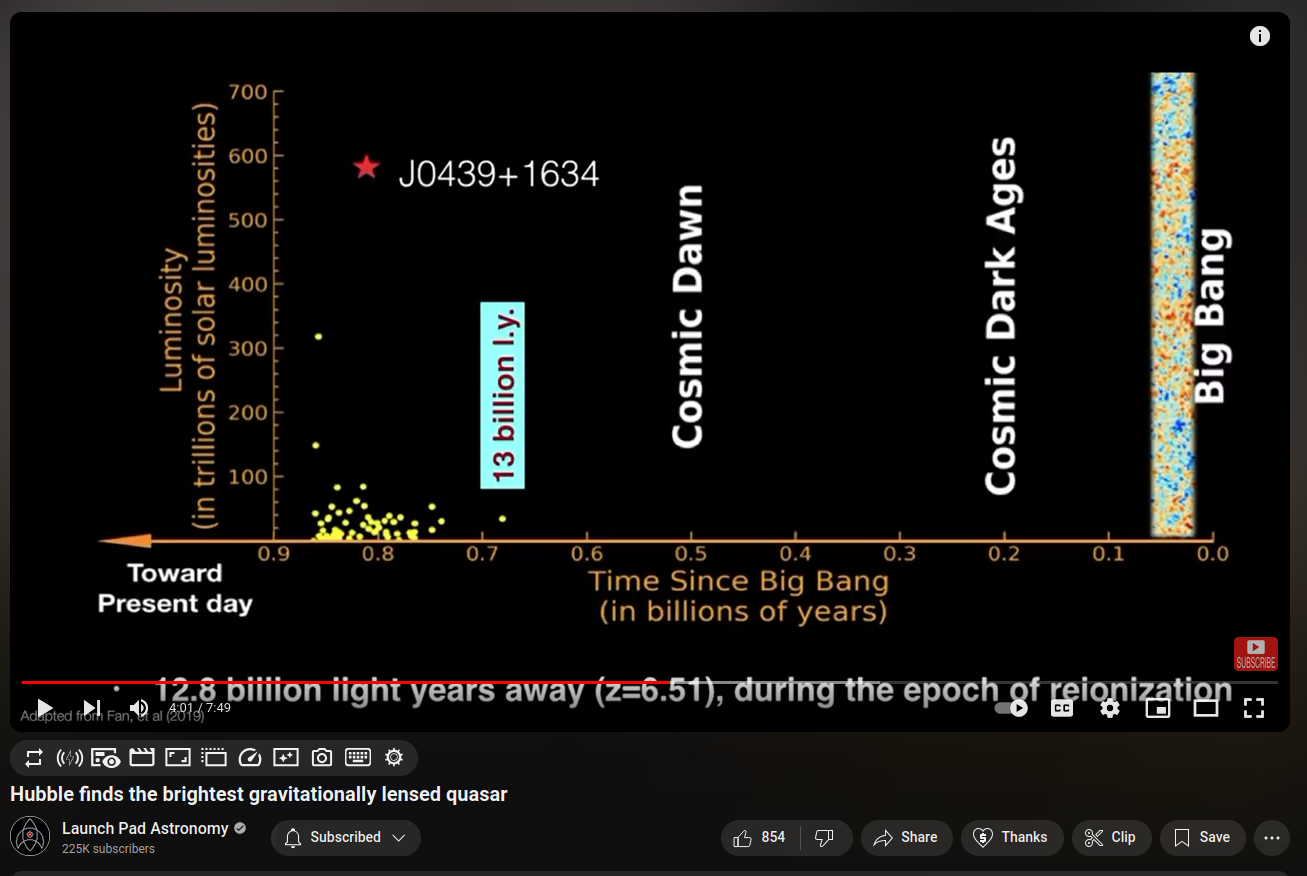 700
600
500
400
300
200
100
Luminosity
(in trillions of solar luminosities)
J0439+1634
13 billion l.y.
Cosmic Dawn
Cosmic Dark Ages
Big Bang
0.9 0.8 0.7 0.6 0.5 0.4 0.3 0.2 0.1 0.0
Toward
Present day
Time Since Big Bang
(in billions of years)
SUBSCRIBE
· 12.8 billion light years away (z=6.51), during the epoch of reionization
4:01 / 7:49
CC
Adapted from Fan, et al (2019)
Hubble finds the brightest gravitationally lensed quasar
Launch Pad Astronomy
225K subscribers
Subscribed
854
Share
Thanks
Clip
Save